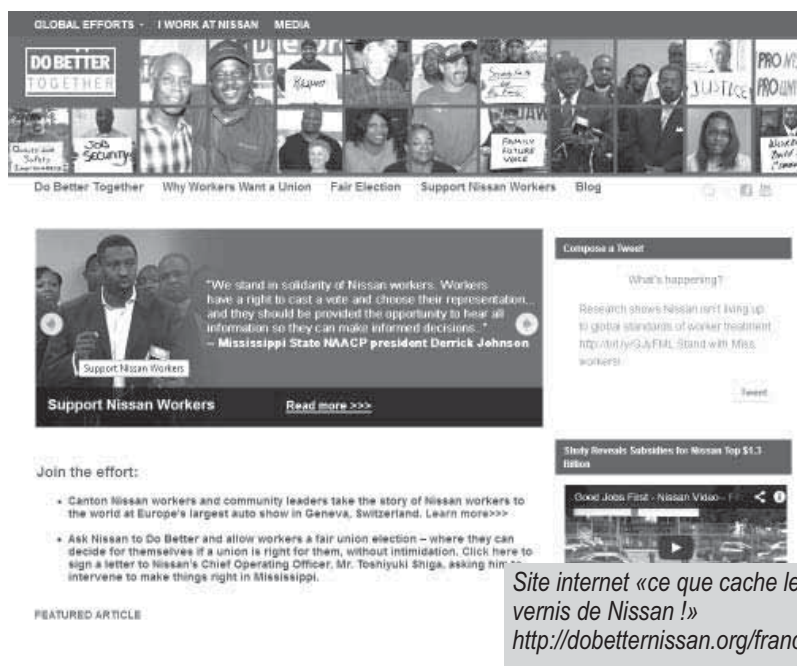 GLOBAL EFFORTS - I WORK AT NISSAN MEDIA
DO BETTER
TOGETHER
JUSTICE
PRO UNI
JOB
SECURITY
FAMILY
FUTURE
VOICE
Do Better Together Why Workers Want a Union Fair Election Support Nissan Workers Blog
"We stand in solidarity of Nissan workers. Workers
have a right to cast a vote and choose their representation...
and they should be provided the opportunity to hear all
information so they can make informed decisions. "
– Mississippi State NAACP president Derrick Johnson
Support Nissan Workers
Support Nissan Workers Read more >>>
Compose a Tweet
What's happening?
Research shows Nissan isn't living up
to global standards of worker treatment
Stand with Miss.
workers!
Tweet
Study Reveals Subsidies for Nissan Top $1.3
Billion
Good Jobs First - Nissan Video
Join the effort:
• Canton Nissan workers and community leaders take the story of Nissan workers to
the world at Europe's largest auto show in Geneva, Switzerland. Learn more>>>
• Ask Nissan to Do Better and allow workers a fair union election – where they can
decide for themselves if a union is right for them, without intimidation. Click here to
sign a letter to Nissan's Chief Operating Officer, Mr. Toshiyuki Shiga, asking him to
intervene to make things right in Mississippi.
FEATURED ARTICLE
Site internet «ce que cache le
vernis de Nissan !»
http://dobetternissan.org/franc